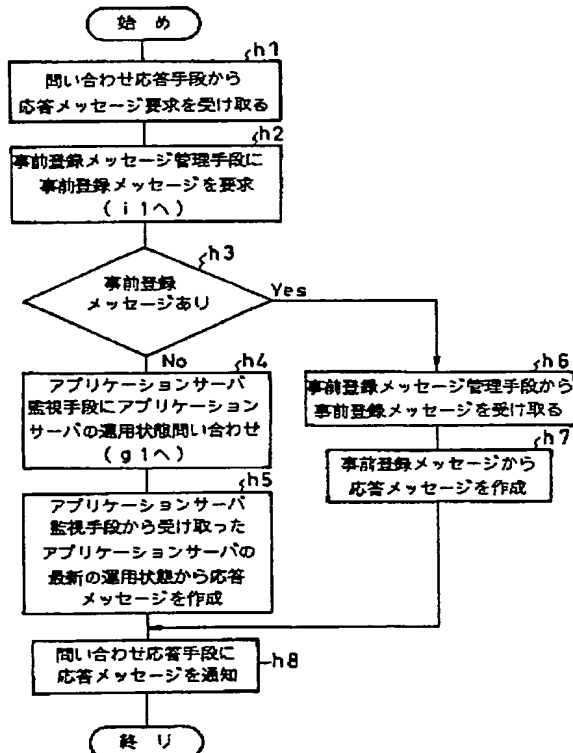 始め
h1
問い合わせ応答手段から
応答メッセージ要求を受け取る
h2
事前登録メッセージ管理手段に
事前登録メッセージを要求
(i1へ)
h3
事前登録
メッセージあり
Yes
No
h4
アプリケーションサーバ
監視手段にアプリケーション
サーバの運用状態問い合わせ
(g1へ)
h5
アプリケーションサーバ
監視手段から受け取った
アプリケーションサーバの
最新の運用状態から応答
メッセージを作成
h6
事前登録メッセージ管理手段から
事前登録メッセージを受け取る
h7
事前登録メッセージから
応答メッセージを作成
問い合わせ応答手段に
応答メッセージを通知
h8
終り